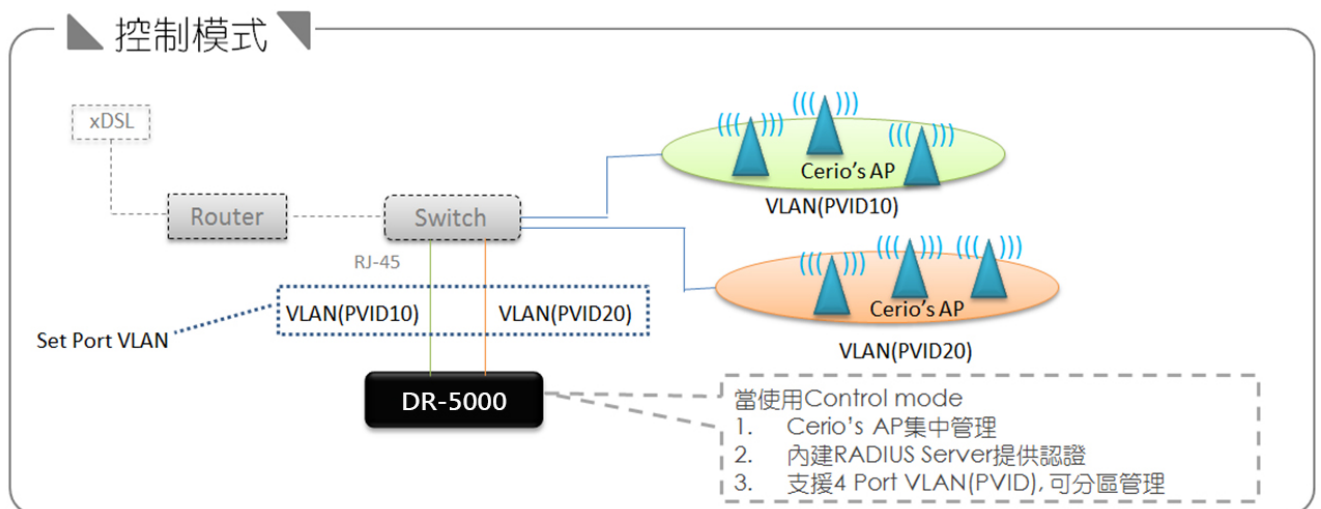 控制模式
xDSL
Router
Switch
RJ-45
VLAN(PVID10)
VLAN(PVID20)
Set Port VLAN
DR-5000
Cerio's AP
VLAN(PVID10)
Cerio's AP
VLAN(PVID20)
當使用Control mode
1. Cerio's AP集中管理
2. 內建RADIUS Server提供認證
3. 支援4 Port VLAN(PVID), 可分區管理